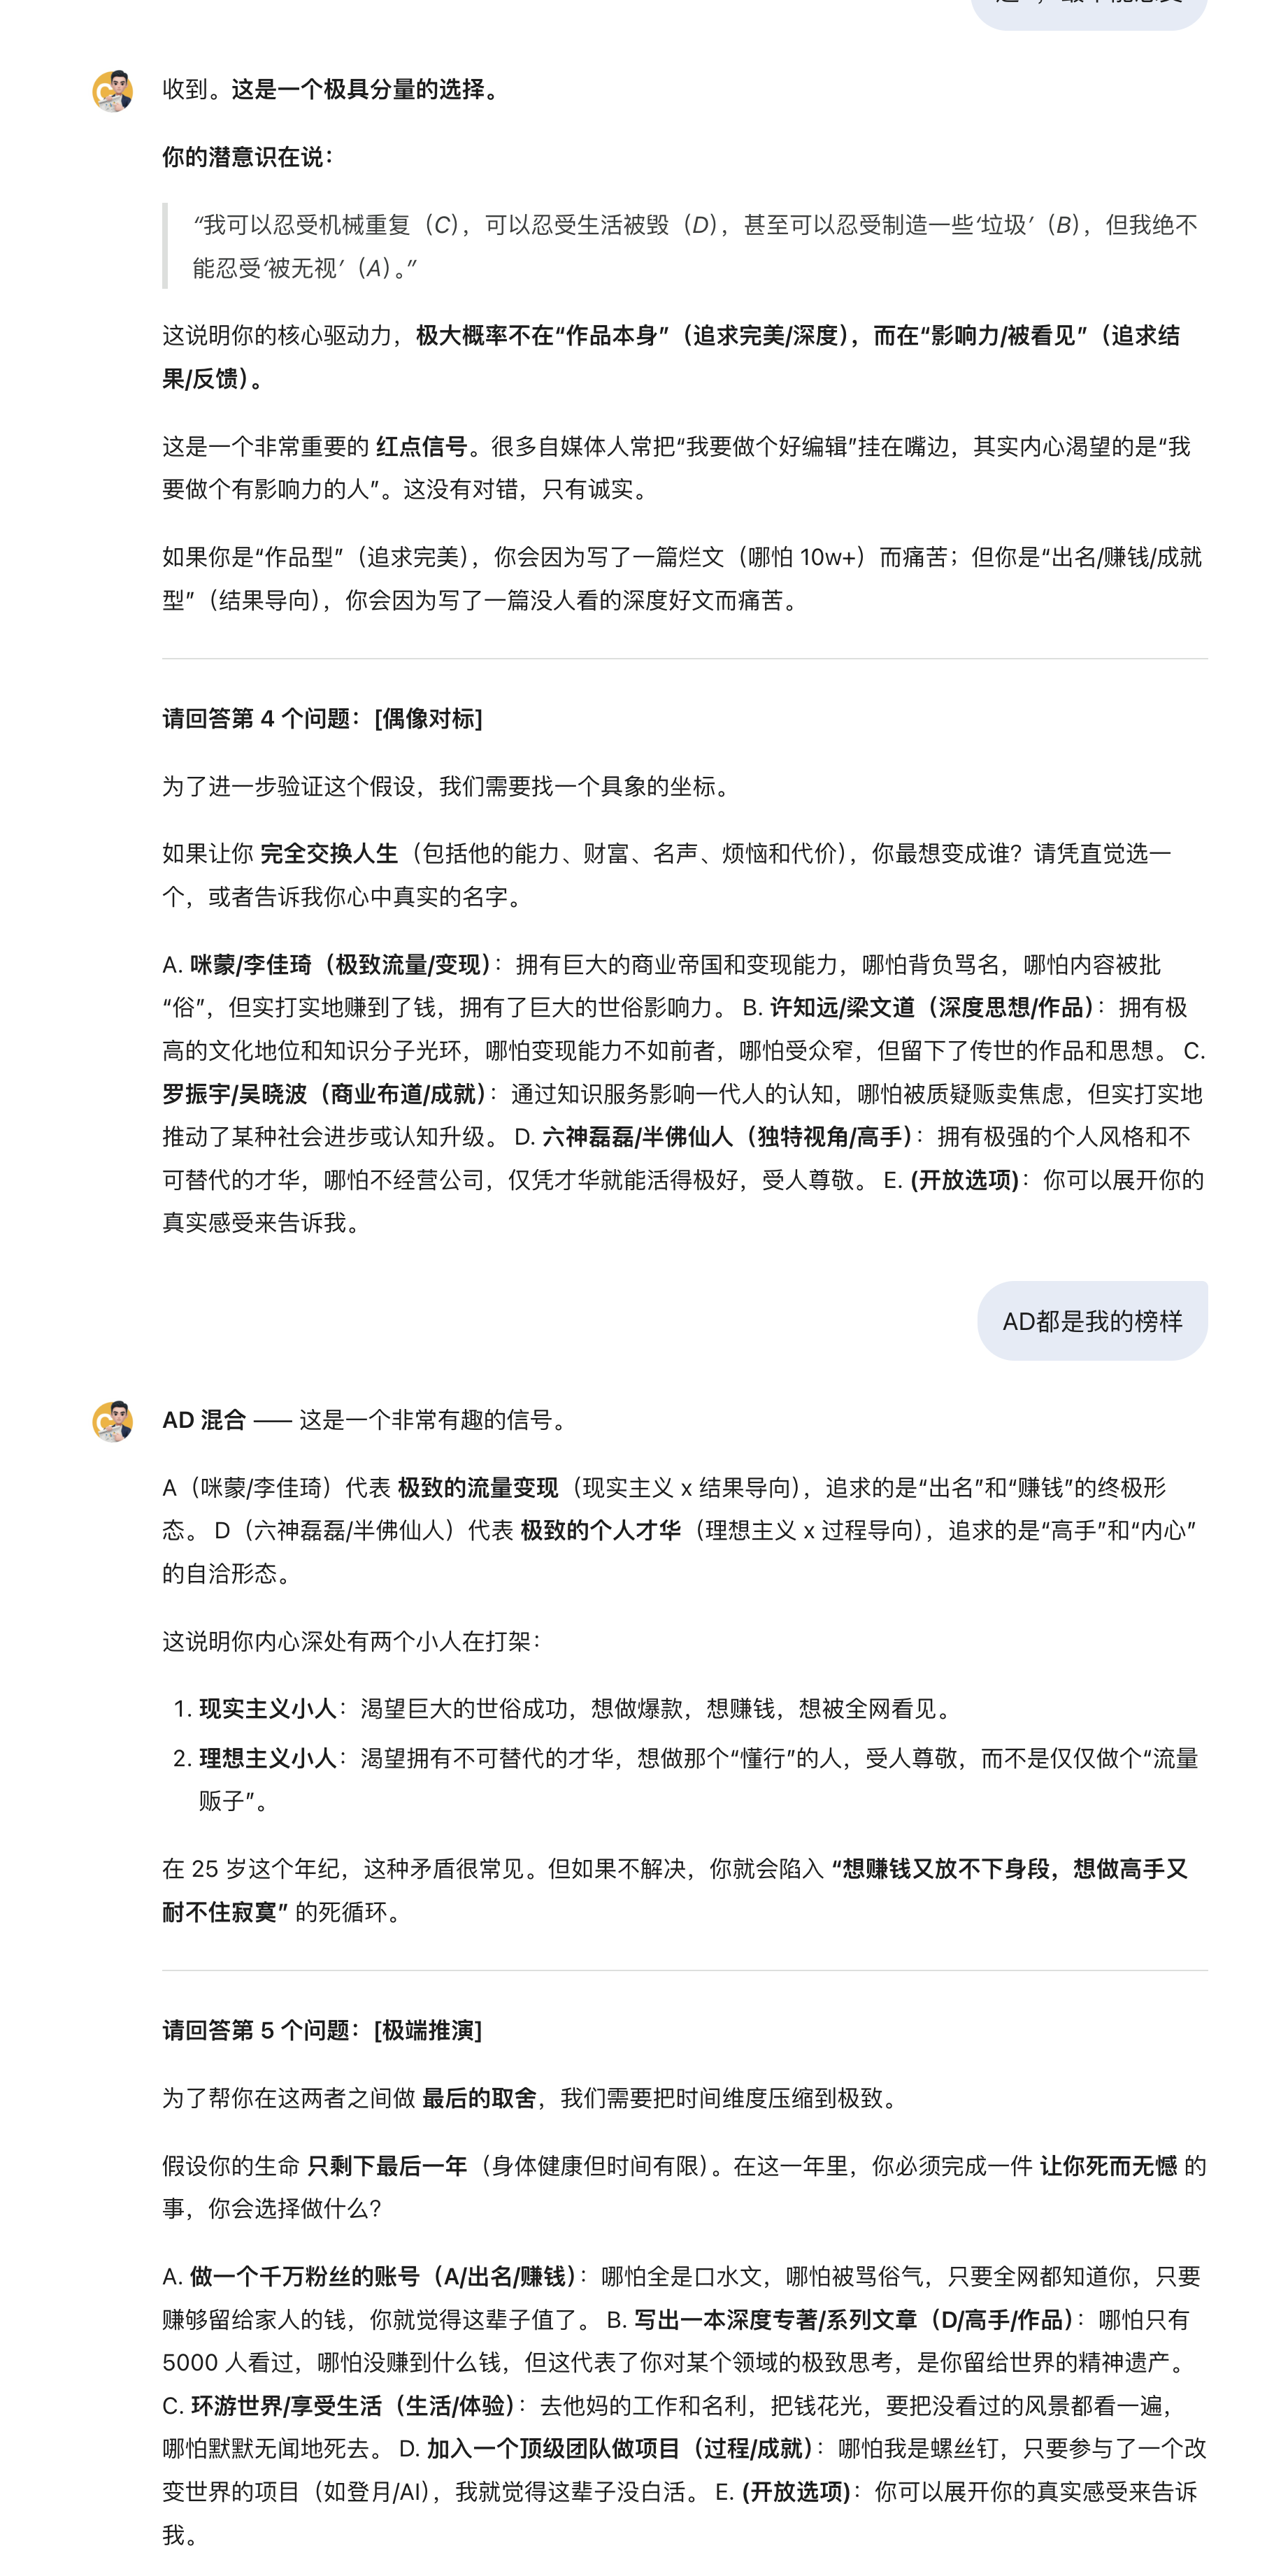 收到。这是一个极具分量的选择。
你的潜意识在说：
“我可以忍受机械重复（C），可以忍受生活被毁（D），甚至可以忍受制造一些‘垃圾’（B），但我绝不
能忍受‘被无视’（A）。”
这说明你的核心驱动力，极大概率不在“作品本身”（追求完美/深度），而在“影响力/被看见”（追求结
果/反馈）。
这是一个非常重要的 红点信号。很多自媒体人常把“我要做个好编辑”挂在嘴边，其实内心渴望的是“我
要做个有影响力的人”。这没有对错，只有诚实。
如果你是“作品型”（追求完美），你会因为写了一篇烂文（哪怕 10w+）而痛苦；但你是“出名/赚钱/成就
型”（结果导向），你会因为写了一篇没人看的深度好文而痛苦。
请回答第 4 个问题：[偶像对标]
为了进一步验证这个假设，我们需要找一个具象的坐标。
如果让你 完全交换人生（包括他的能力、财富、名声、烦恼和代价），你最想变成谁？请凭直觉选一
个，或者告诉我你心中真实的名字。
A. 咪蒙/李佳琦（极致流量/变现）：拥有巨大的商业帝国和变现能力，哪怕背负骂名，哪怕内容被批
“俗”，但实打实地赚到了钱，拥有了巨大的世俗影响力。 B. 许知远/梁文道（深度思想/作品）：拥有极
高的文化地位和知识分子光环，哪怕变现能力不如前者，哪怕受众窄，但留下了传世的作品和思想。 C.
罗振宇/吴晓波（商业布道/成就）：通过知识服务影响一代人的认知，哪怕被质疑贩卖焦虑，但实打实地
推动了某种社会进步或认知升级。 D. 六神磊磊/半佛仙人（独特视角/高手）：拥有极强的个人风格和不
可替代的才华，哪怕不经营公司，仅凭才华就能活得极好，受人尊敬。 E. (开放选项)：你可以展开你的
真实感受来告诉我。
AD都是我的榜样
AD 混合 —— 这是一个非常有趣的信号。
A（咪蒙/李佳琦）代表 极致的流量变现（现实主义 x 结果导向），追求的是“出名”和“赚钱”的终极形
态。 D（六神磊磊/半佛仙人）代表 极致的个人才华（理想主义 x 过程导向），追求的是“高手”和“内心”
的自洽形态。
这说明你内心深处有两个小人在打架：
1. 现实主义小人：渴望巨大的世俗成功，想做爆款，想赚钱，想被全网看见。
2. 理想主义小人：渴望拥有不可替代的才华，想做那个“懂行”的人，受人尊敬，而不是仅仅做个“流量
贩子”。
在 25 岁这个年纪，这种矛盾很常见。但如果不解决，你就会陷入 “想赚钱又放不下身段，想做高手又
耐不住寂寞” 的死循环。
请回答第 5 个问题：[极端推演]
为了帮你在这两者之间做 最后的取舍，我们需要把时间维度压缩到极致。
假设你的生命 只剩下最后一年（身体健康但时间有限）。在这一年里，你必须完成一件 让你死而无憾 的
事，你会选择做什么？
A. 做一个千万粉丝的账号（A/出名/赚钱）：哪怕全是口水文，哪怕被骂俗气，只要全网都知道你，只要
赚够留给家人的钱，你就觉得这辈子值了。 B. 写出一本深度专著/系列文章（D/高手/作品）：哪怕只有
5000 人看过，哪怕没赚到什么钱，但这代表了你对某个领域的极致思考，是你留给世界的精神遗产。
C. 环游世界/享受生活（生活/体验）：去他妈的工作和名利，把钱花光，要把没看过的风景都看一遍，
哪怕默默无闻地死去。 D. 加入一个顶级团队做项目（过程/成就）：哪怕我是螺丝钉，只要参与了一个改
变世界的项目（如登月/AI），我就觉得这辈子没白活。 E. (开放选项)：你可以展开你的真实感受来告诉
我。